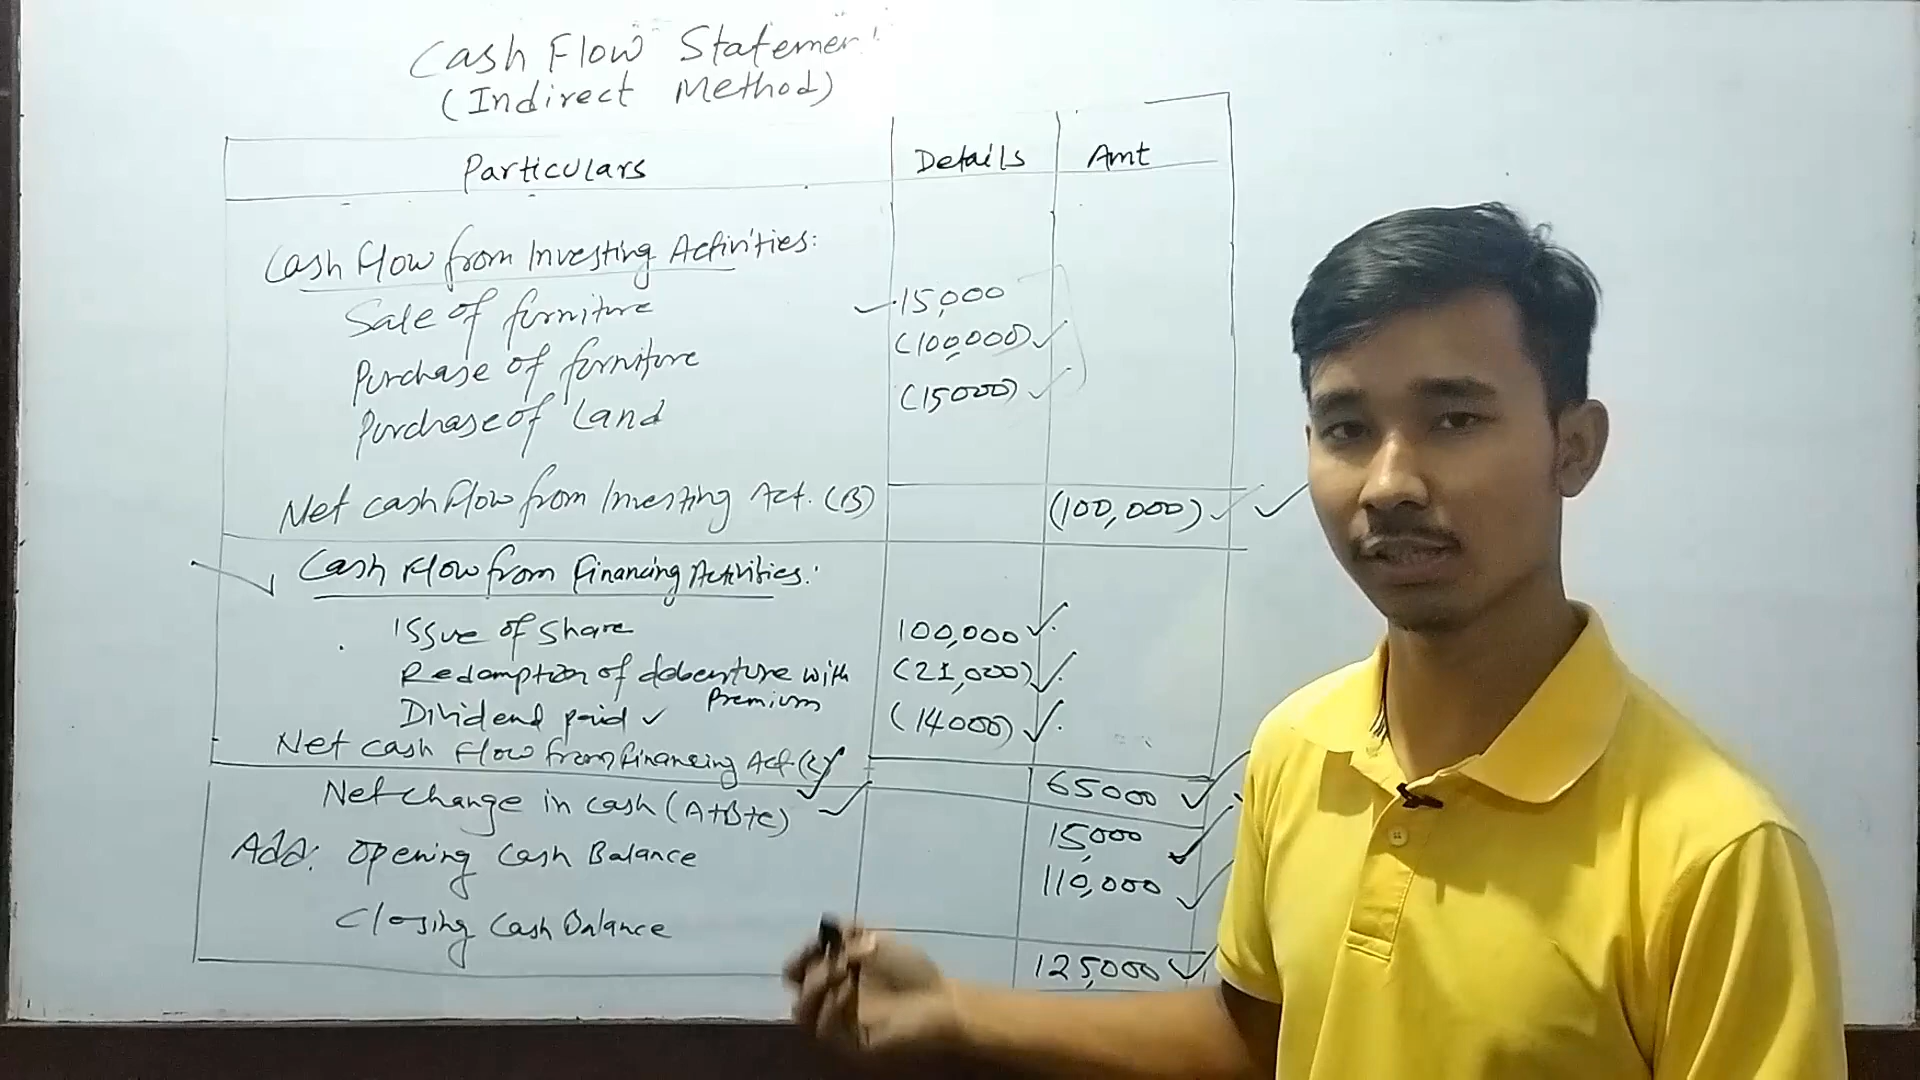 Cash Flow Statement
(Indirect Method)
Particulars Details Amt
Cash Flow from Investing Activities:
Sale of furniture 15,000
Purchase of furniture (100,000)
Purchase of Land (15000)
Net cash flow from Investing Act. (B) (100,000)
Cash Flow from Financing Activities:
Issue of Share 100,000
Redemption of debenture with (21,000)
Premium
Dividend paid (14000)
Net cash Flow from financing Act. (C) 65000
Net change in cash (A+B+C) 15,000
Add: Opening Cash Balance 110,000
Closing Cash Balance 125,000